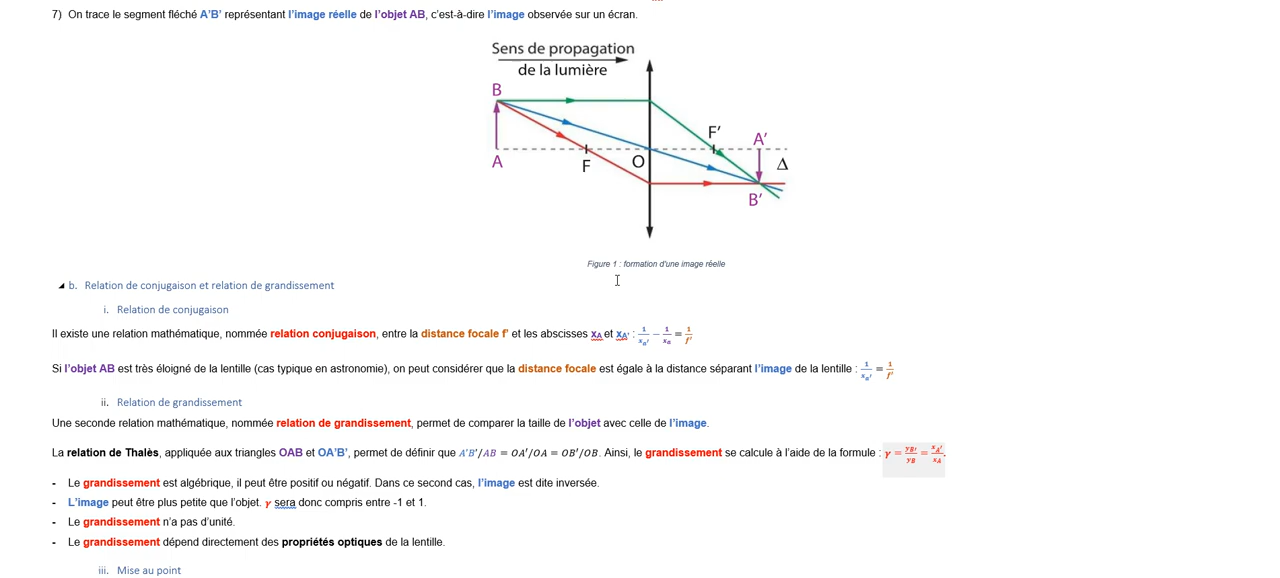 7) On trace le segment fléché A'B' représentant l'image réelle de l'objet AB, c'est-à-dire l'image observée sur un écran.
Sens de propagation
de la lumière
B
F'
A'
A
F
O
Δ
B'
Figure 1 : formation d'une image réelle
b. Relation de conjugaison et relation de grandissement
i. Relation de conjugaison
Il existe une relation mathématique, nommée relation conjugaison, entre la distance focale f' et les abscisses xA et xA' : 1/xa' − 1/xa = 1/f'
Si l'objet AB est très éloigné de la lentille (cas typique en astronomie), on peut considérer que la distance focale est égale à la distance séparant l'image de la lentille : 1/xa' = 1/f'
ii. Relation de grandissement
Une seconde relation mathématique, nommée relation de grandissement, permet de comparer la taille de l'objet avec celle de l'image.
La relation de Thalès, appliquée aux triangles OAB et OA'B', permet de définir que A'B'/AB = OA'/OA = OB'/OB. Ainsi, le grandissement se calcule à l'aide de la formule : γ = yB'/yB = xA'/xA.
- Le grandissement est algébrique, il peut être positif ou négatif. Dans ce second cas, l'image est dite inversée.
- L'image peut être plus petite que l'objet. γ sera donc compris entre -1 et 1.
- Le grandissement n'a pas d'unité.
- Le grandissement dépend directement des propriétés optiques de la lentille.
iii. Mise au point